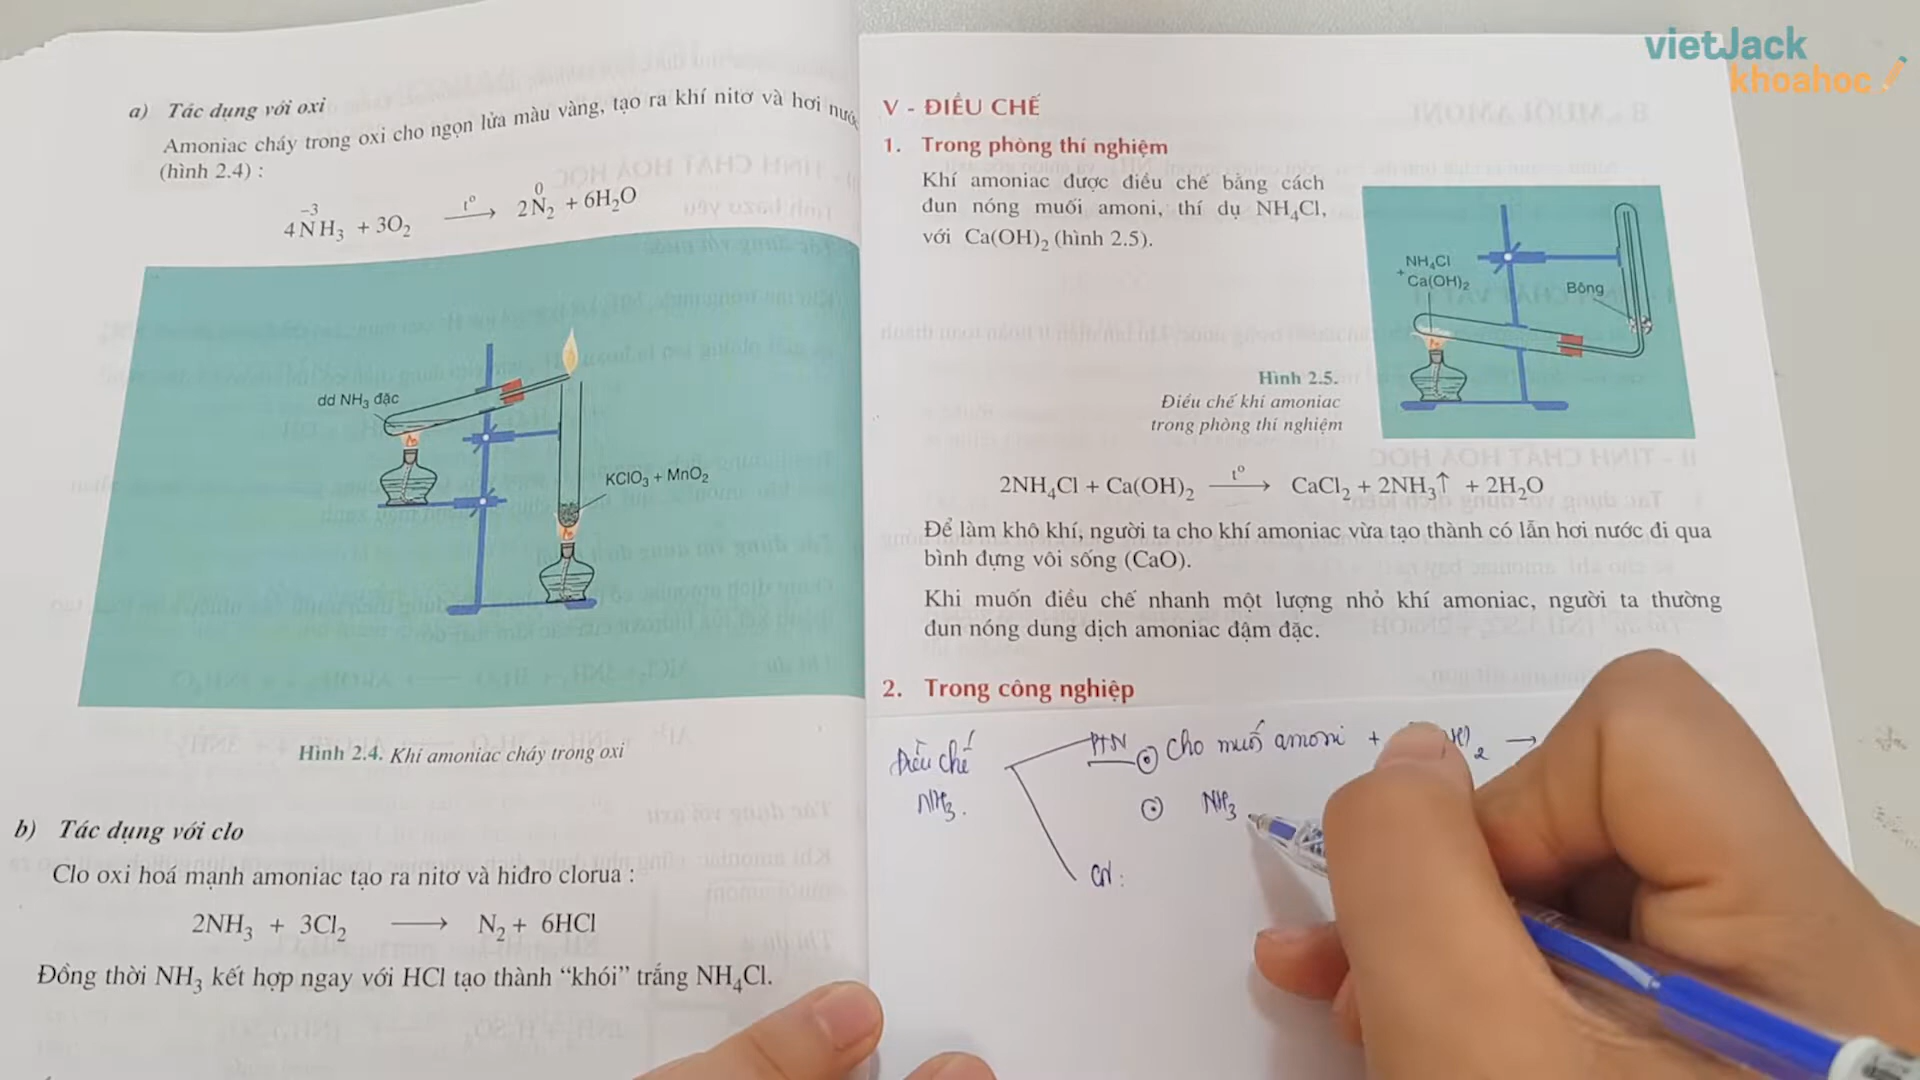 a) Tác dụng với oxi
Amoniac cháy trong oxi cho ngọn lửa màu vàng, tạo ra khí nitơ và hơi nước
(hình 2.4) :
-3 0
4NH₃ + 3O₂ t° → 2N₂ + 6H₂O
dd NH₃ đặc
KClO₃ + MnO₂
Hình 2.4. Khí amoniac cháy trong oxi
b) Tác dụng với clo
Clo oxi hoá mạnh amoniac tạo ra nitơ và hiđro clorua :
2NH₃ + 3Cl₂ → N₂ + 6HCl
Đồng thời NH₃ kết hợp ngay với HCl tạo thành “khói” trắng NH₄Cl.
vietJack
khoahoc
V - ĐIỀU CHẾ
1. Trong phòng thí nghiệm
Khí amoniac được điều chế bằng cách
đun nóng muối amoni, thí dụ NH₄Cl,
với Ca(OH)₂ (hình 2.5).
NH₄Cl
+ Ca(OH)₂
Bông
Hình 2.5.
Điều chế khí amoniac
trong phòng thí nghiệm
2NH₄Cl + Ca(OH)₂ t° → CaCl₂ + 2NH₃↑ + 2H₂O
Để làm khô khí, người ta cho khí amoniac vừa tạo thành có lẫn hơi nước đi qua
bình đựng vôi sống (CaO).
Khi muốn điều chế nhanh một lượng nhỏ khí amoniac, người ta thường
đun nóng dung dịch amoniac đậm đặc.
2. Trong công nghiệp
Điều chế
NH₃.
PTN
cho muối amoni + →
NH₃
CN: